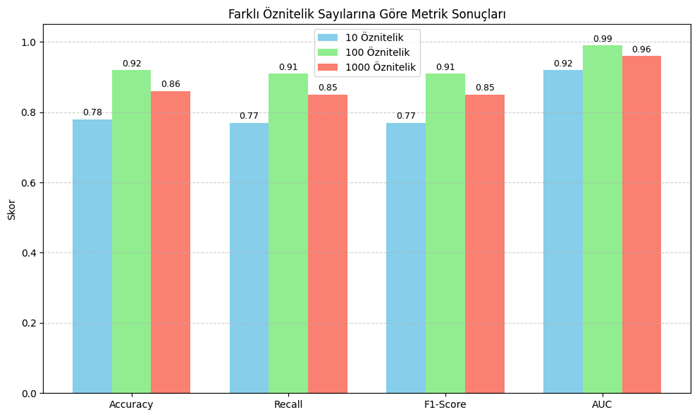 Farklı Öznitelik Sayılarına Göre Metrik Sonuçları
10 Öznitelik
100 Öznitelik
1000 Öznitelik
Skor
1.0
0.8
0.6
0.4
0.2
0.0
0.78
0.92
0.86
0.77
0.91
0.85
0.77
0.91
0.85
0.92
0.99
0.96
Accuracy
Recall
F1-Score
AUC